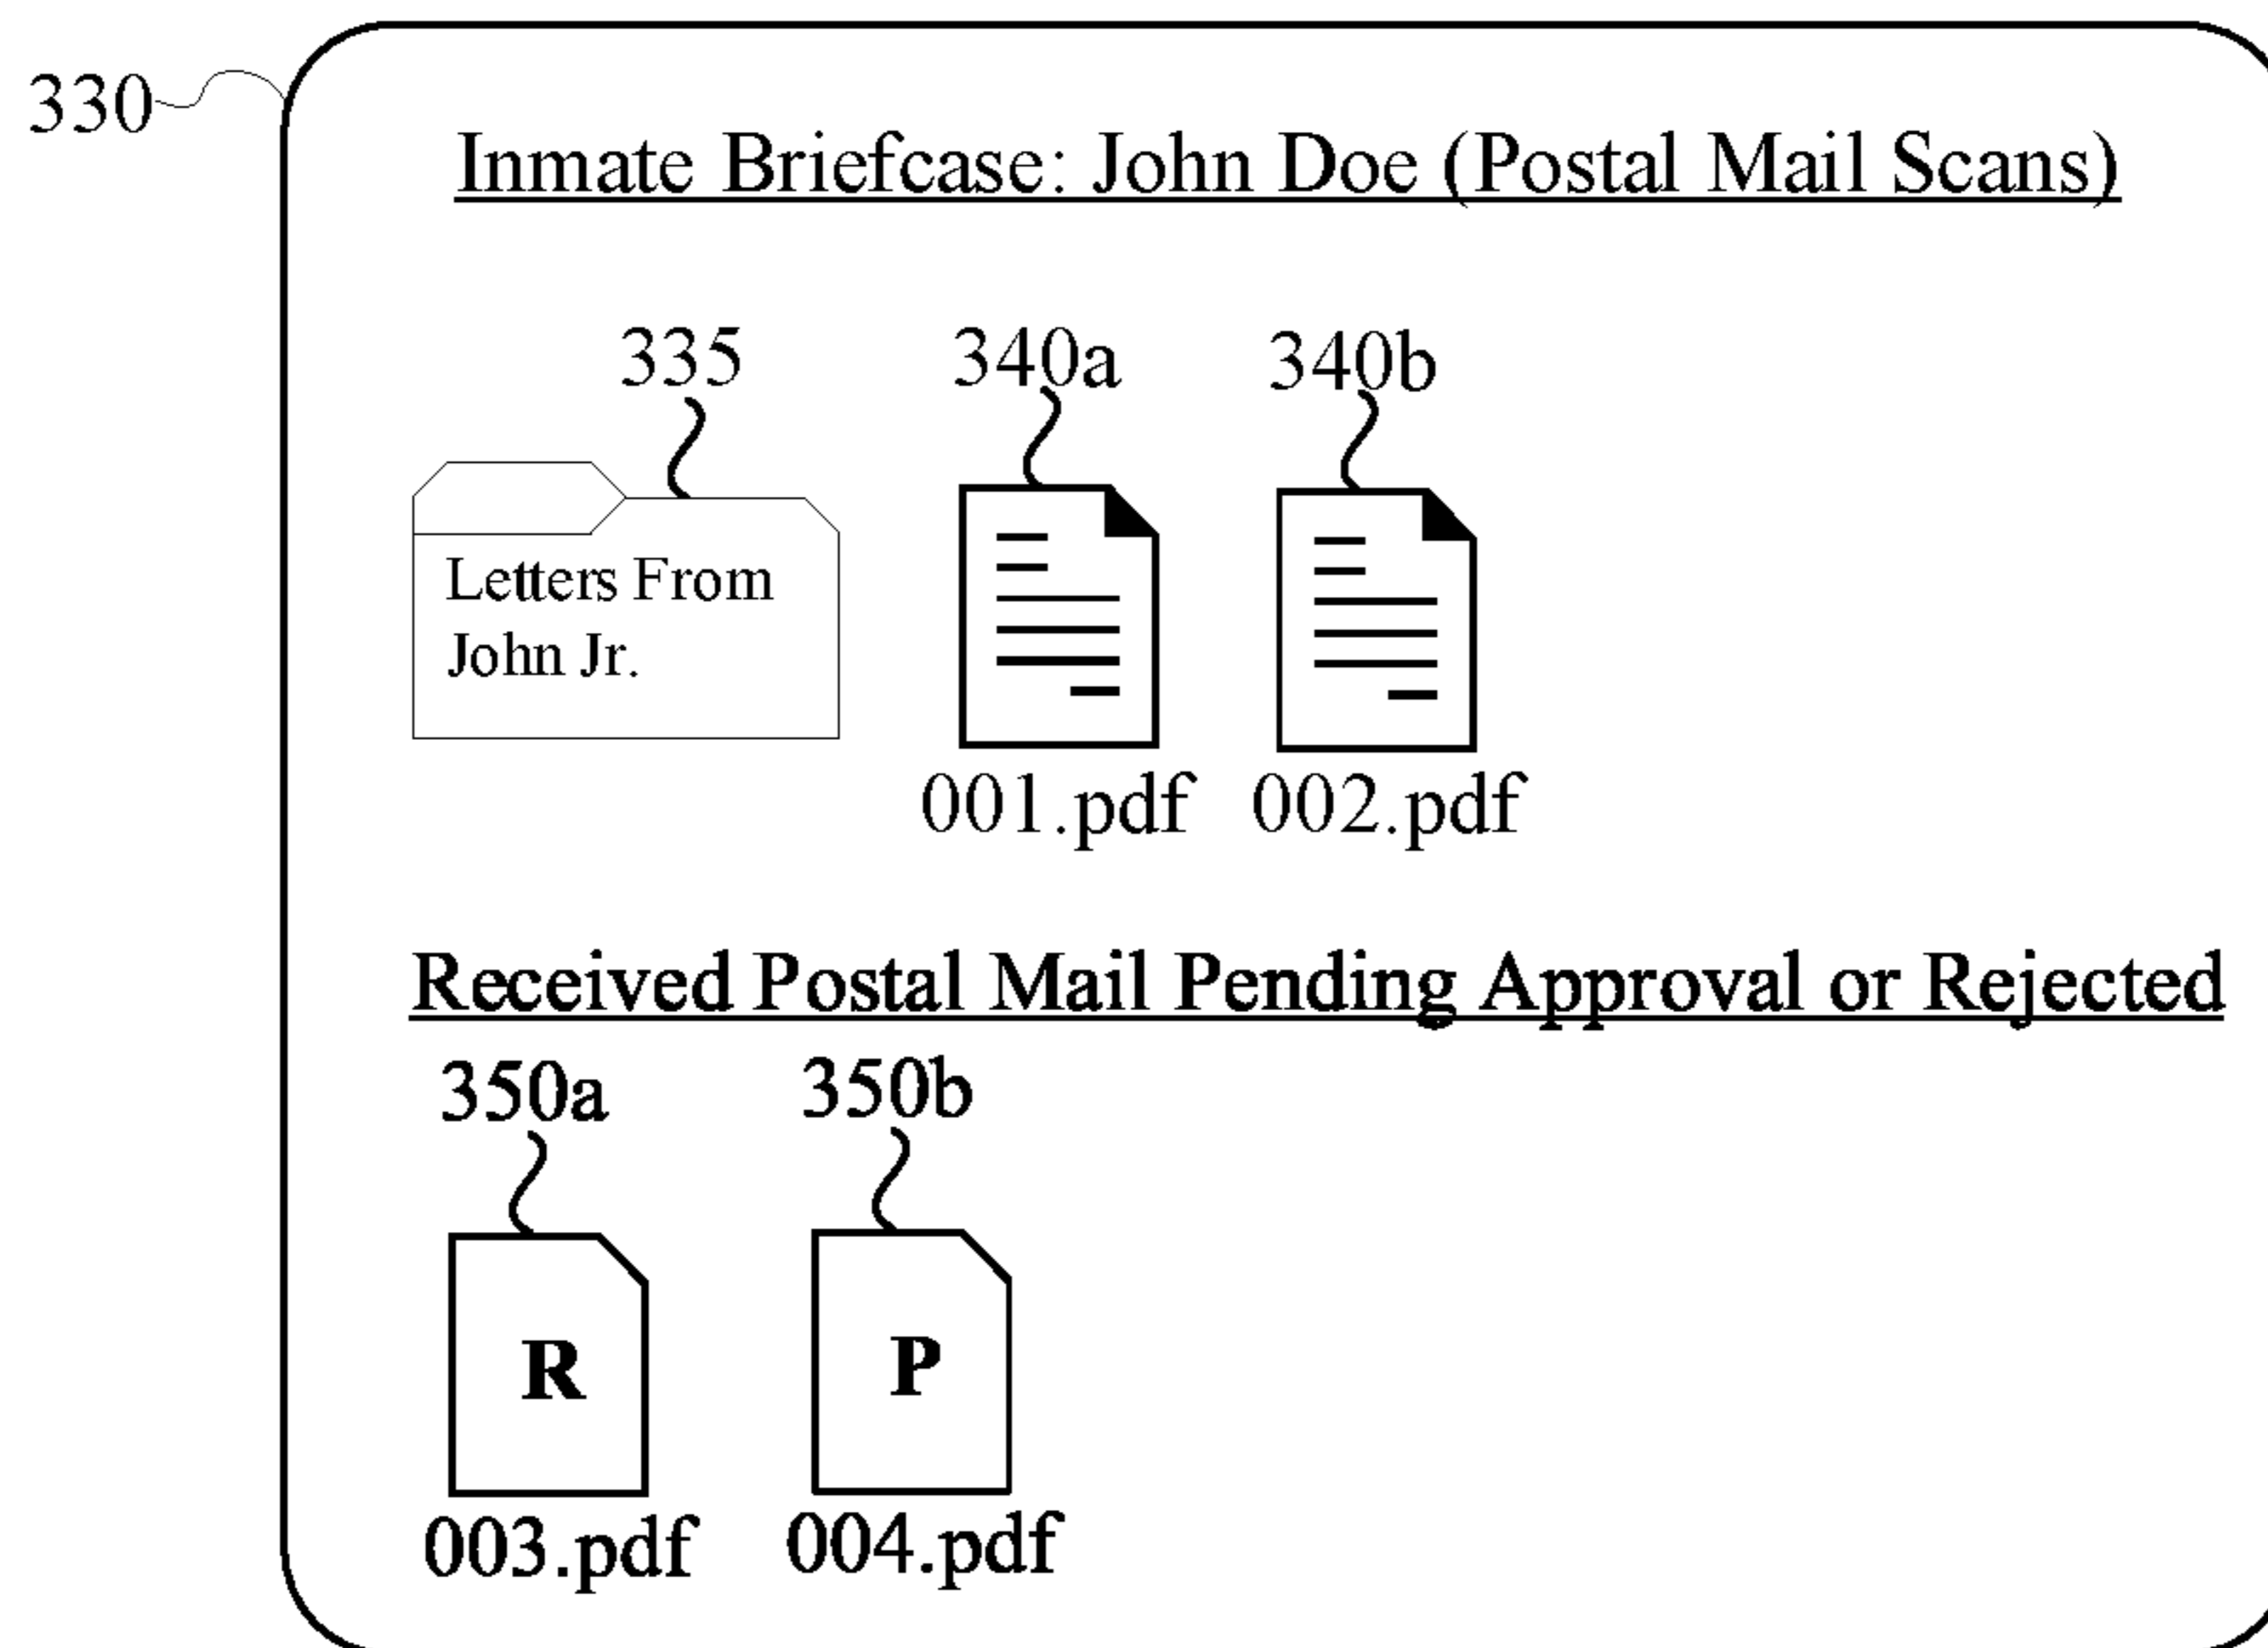 330
Inmate Briefcase: John Doe (Postal Mail Scans)
335 340a 340b
Letters From
John Jr.
001.pdf 002.pdf
Received Postal Mail Pending Approval or Rejected
350a 350b
R P
003.pdf 004.pdf